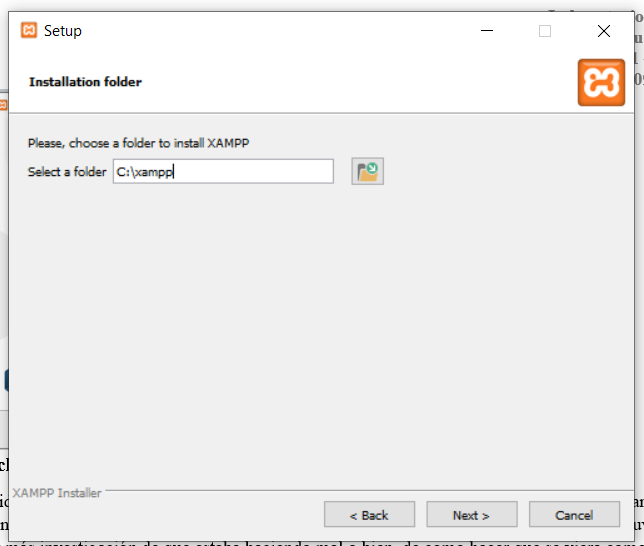 Setup
Installation folder
Please, choose a folder to install XAMPP
Select a folder C:\xampp
XAMPP Installer
< Back Next > Cancel